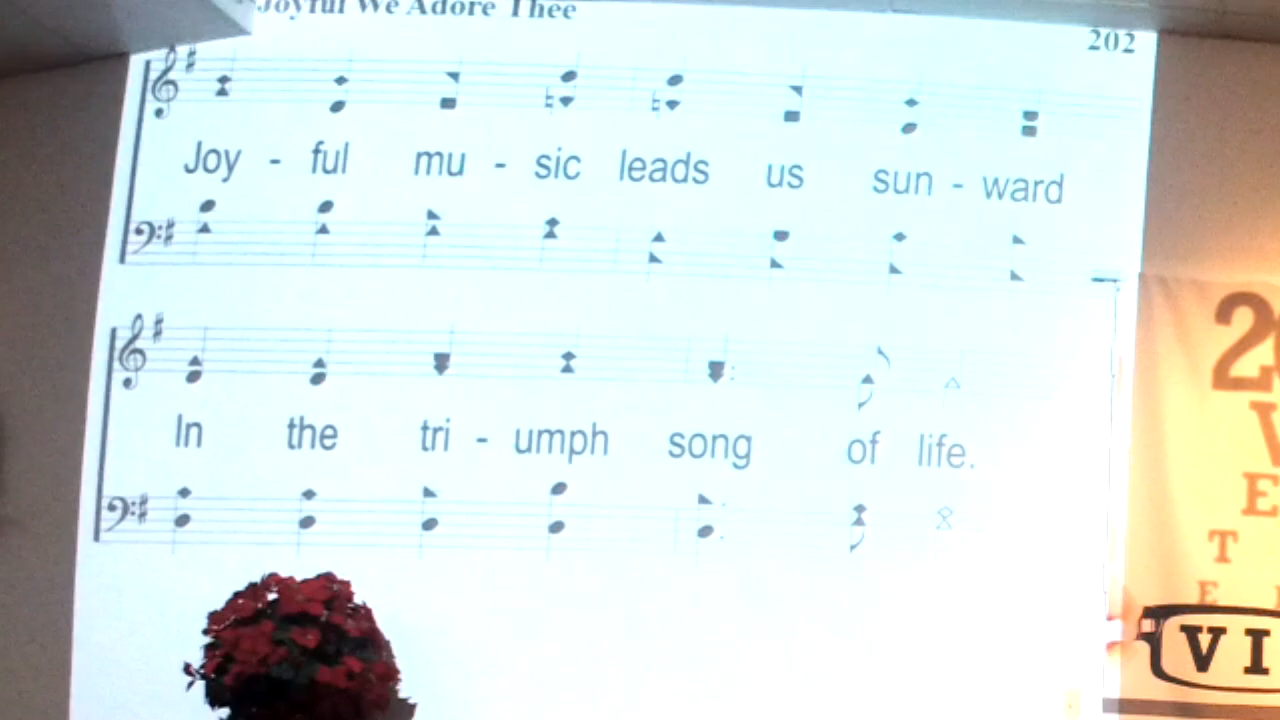 Joyful We Adore Thee
202
Joy - ful mu - sic leads us sun - ward
In the tri - umph song of life.
V I